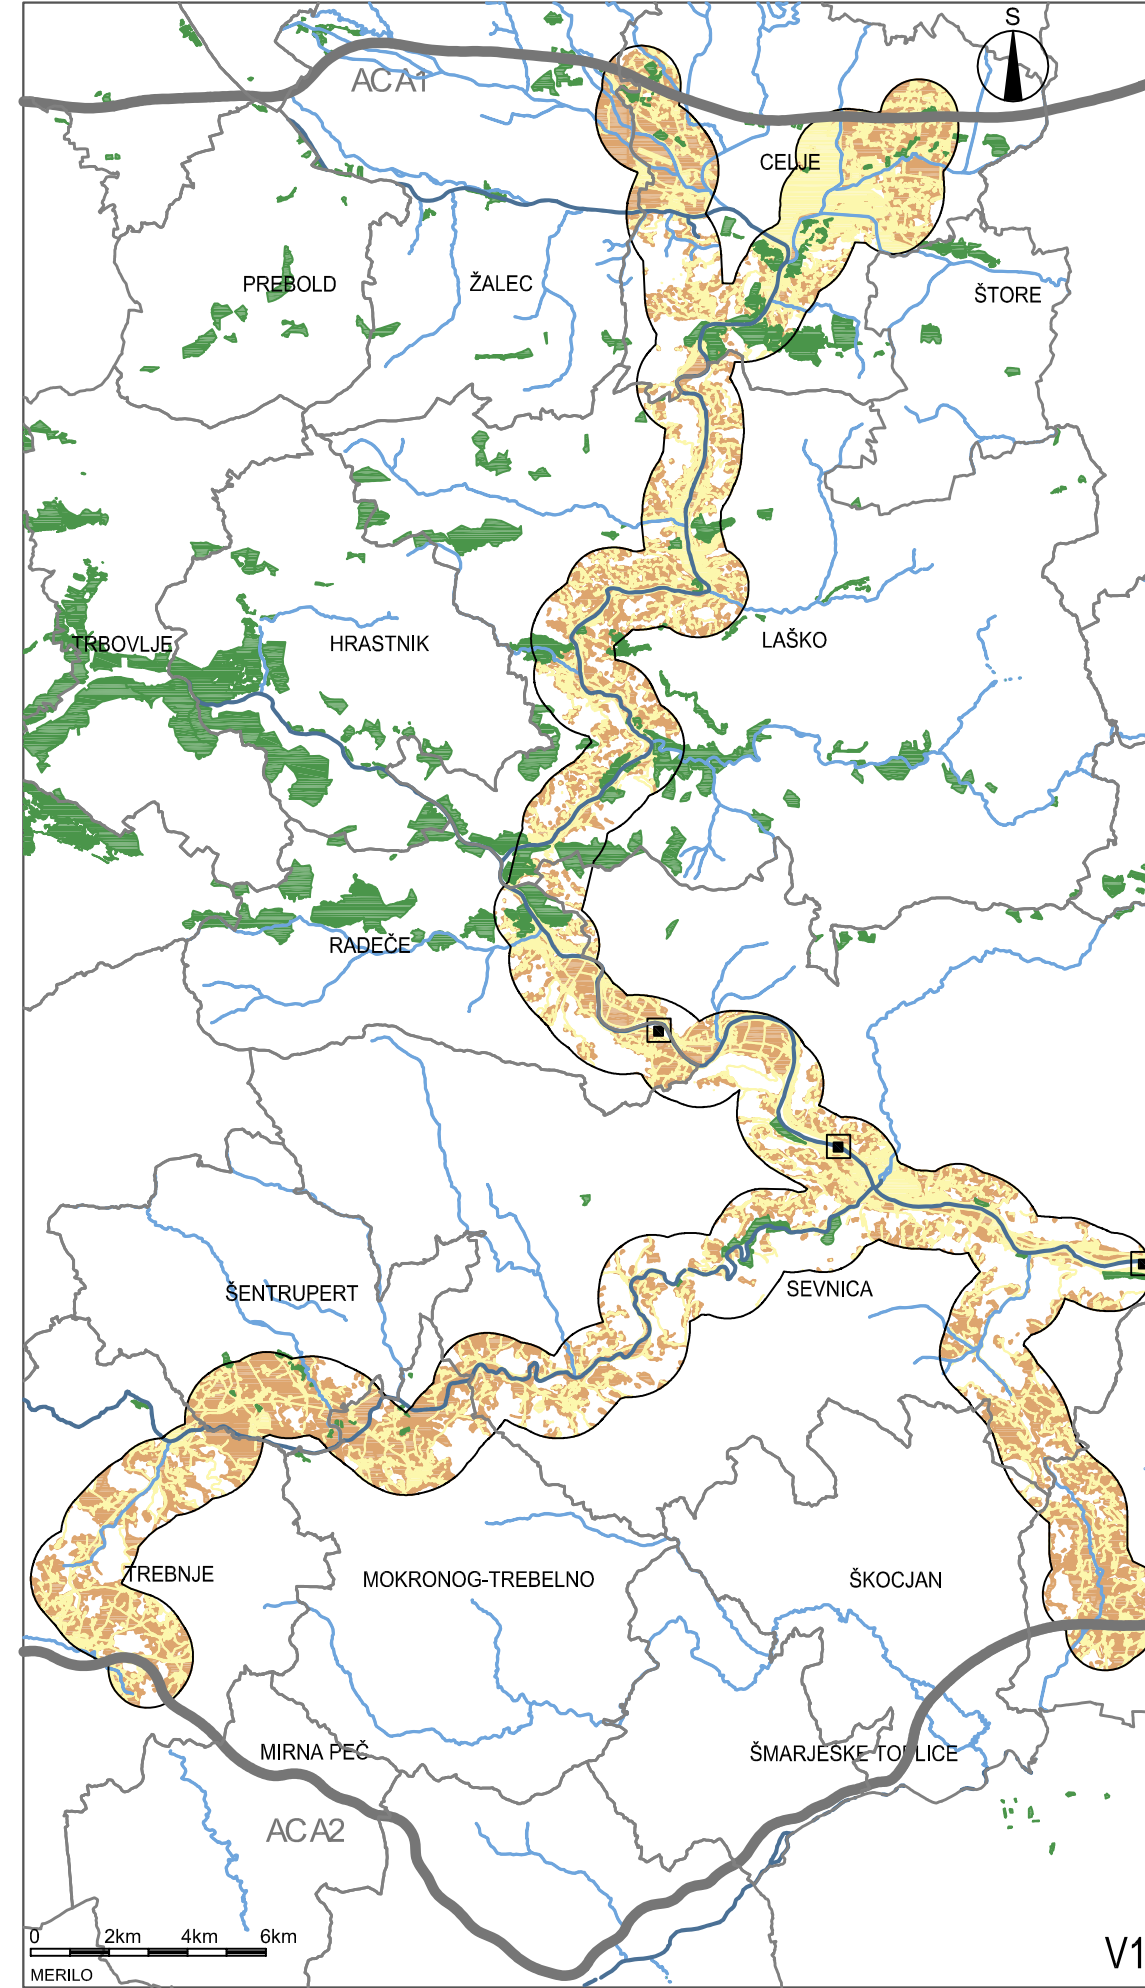 S
ACA1
CELJE
PREBOLD
ŽALEC
ŠTORE
TRBOVLJE
HRASTNIK
LAŠKO
RADEČE
ŠENTRUPERT
SEVNICA
TREBNJE
MOKRONOG-TREBELNO
ŠKOCJAN
MIRNA PEČ
ŠMARJEŠKE TOPLICE
ACA2
0 2km 4km 6km
MERILO
V1